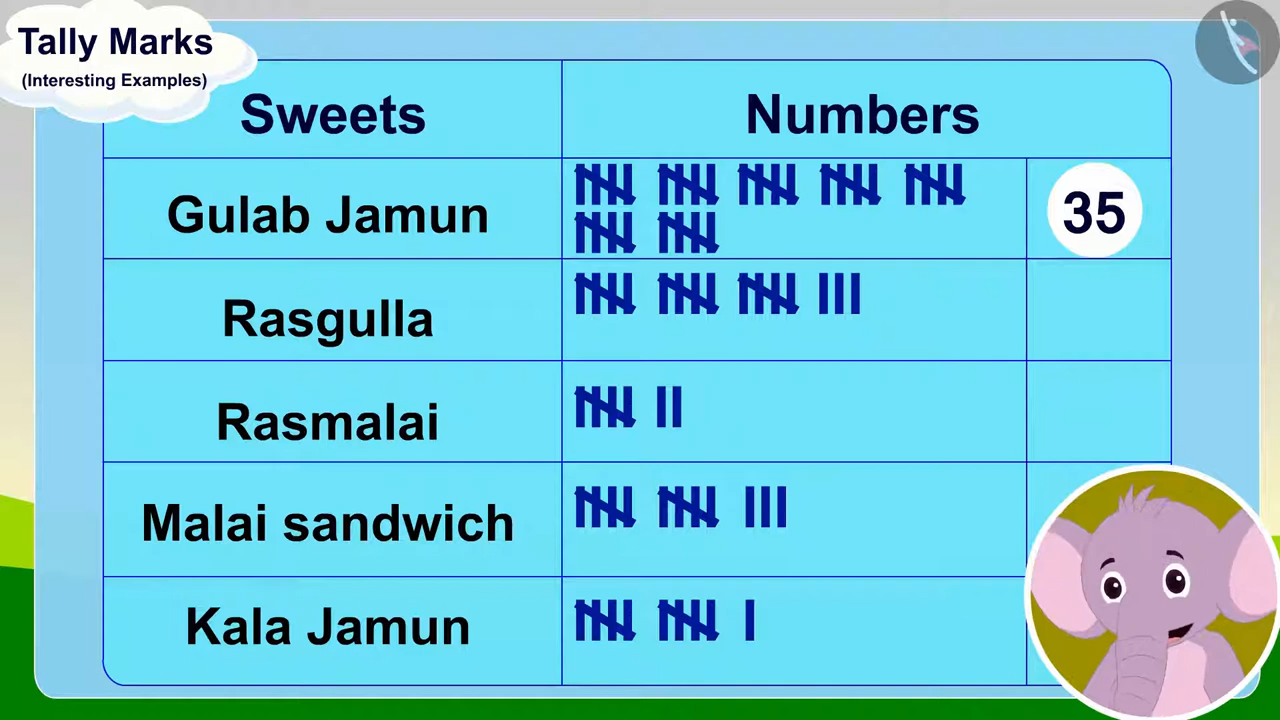 Tally Marks
(Interesting Examples)
Sweets Numbers
Gulab Jamun 35
Rasgulla
Rasmalai
Malai sandwich
Kala Jamun